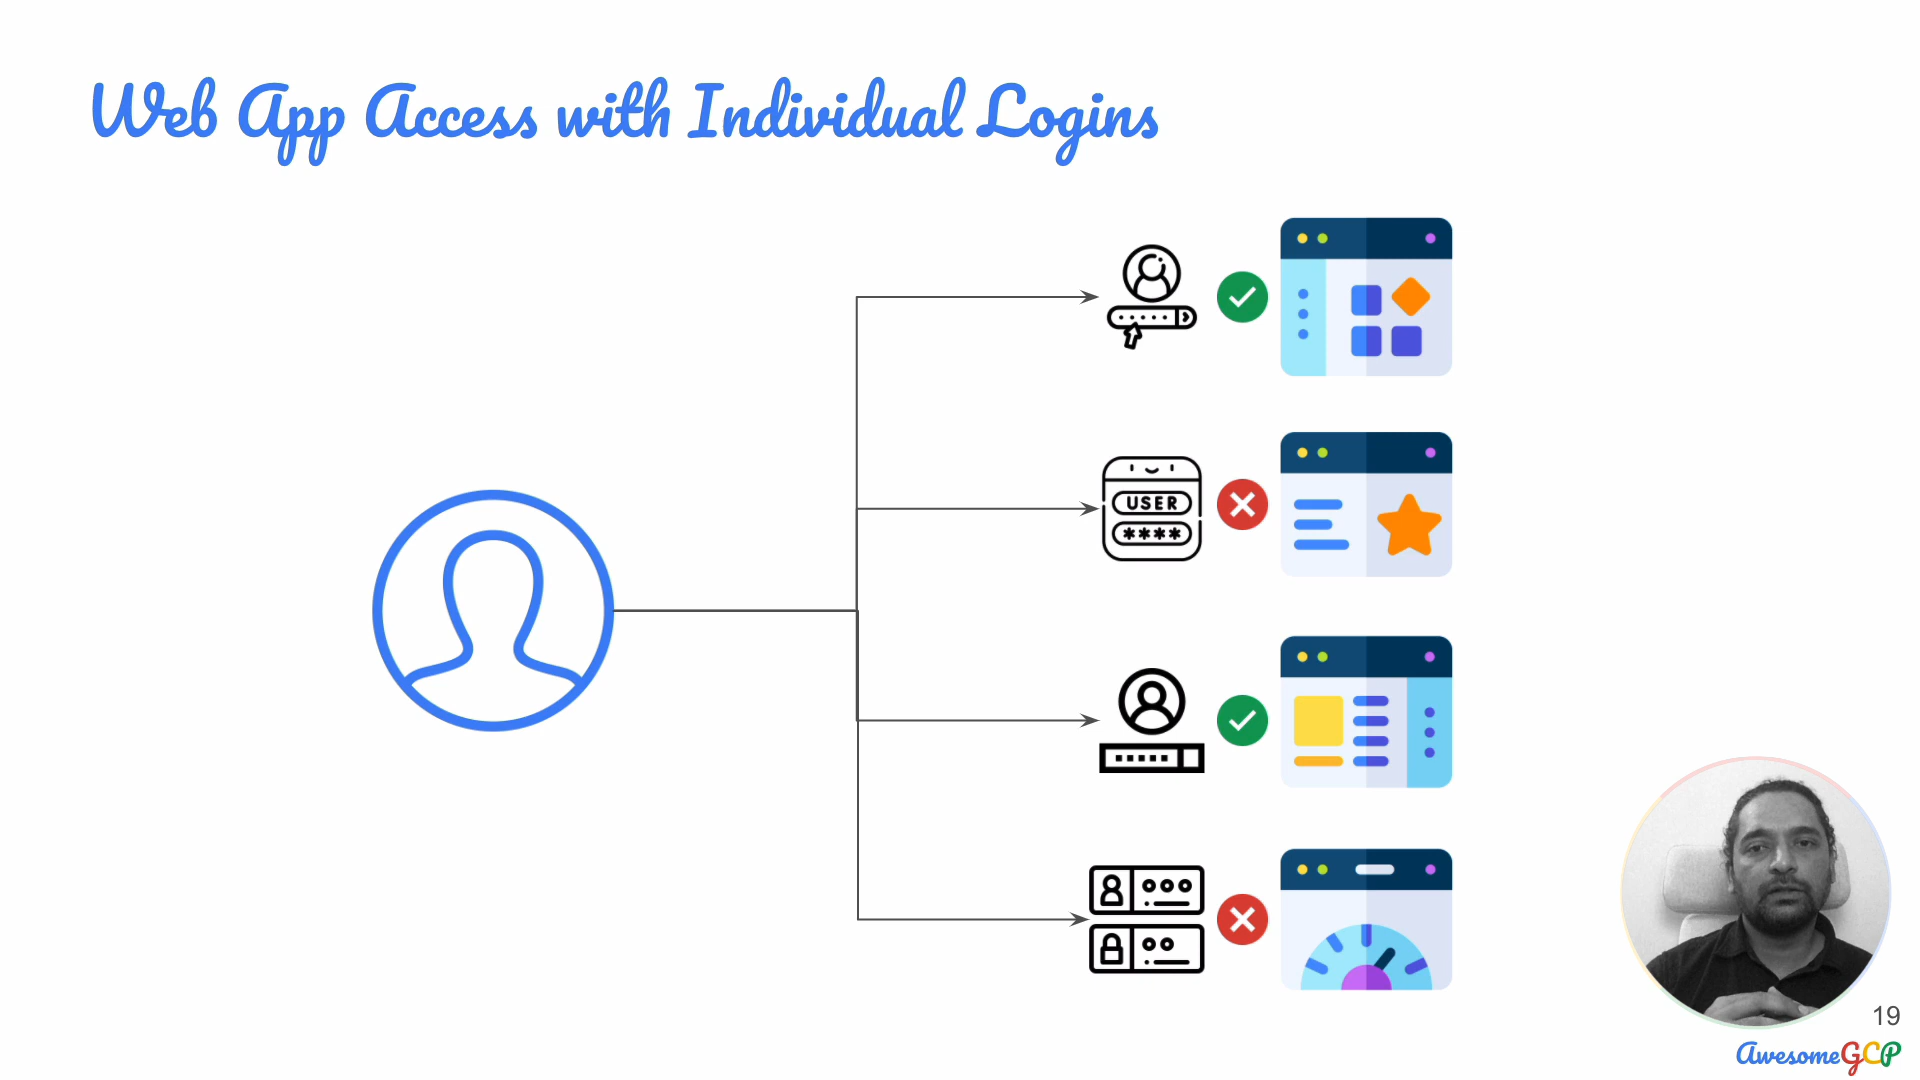 Web App Access with Individual Logins
USER
****
19
AwesomeGCP